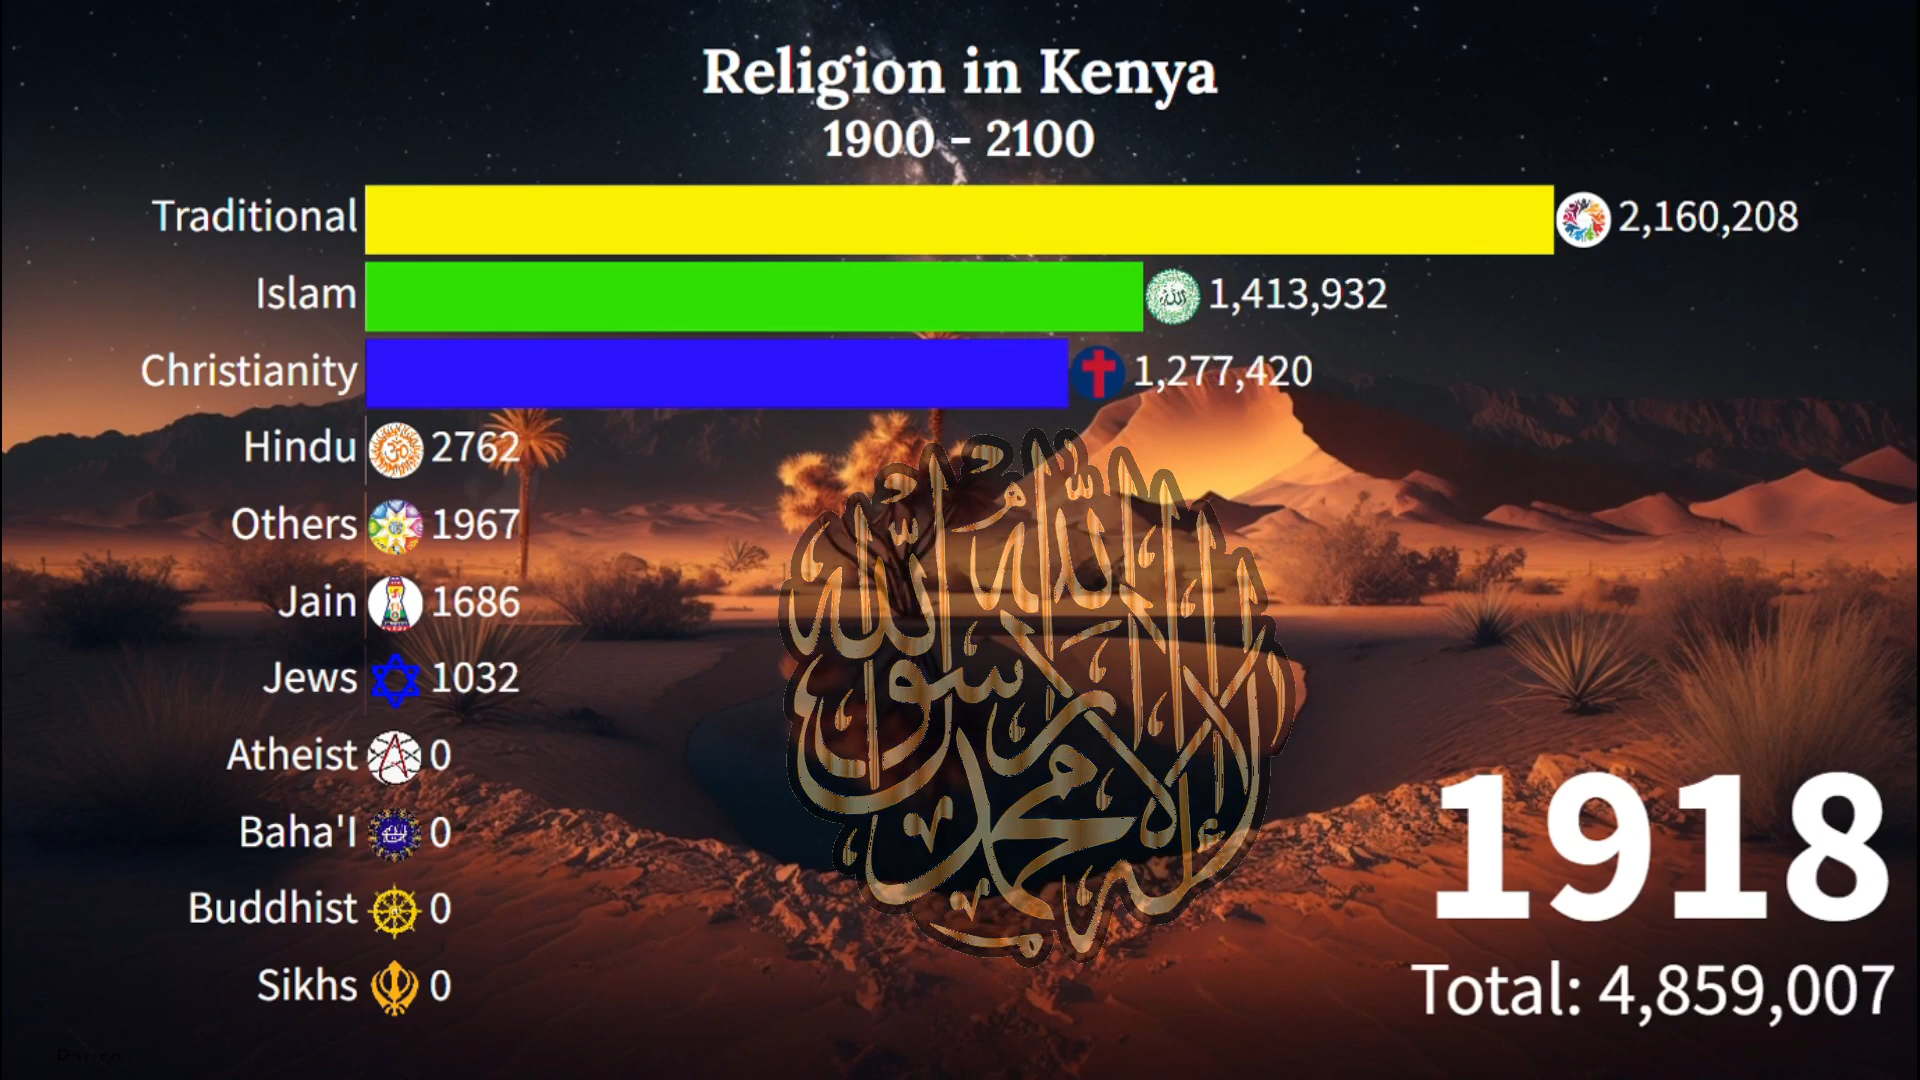 Religion in Kenya
1900 - 2100
Traditional 2,160,208
Islam 1,413,932
Christianity 1,277,420
Hindu 2762
Others 1967
Jain 1686
Jews 1032
Atheist 0
Baha'I 0
Buddhist 0
Sikhs 0
لا إله الا الله محمد رسول الله
1918
Total: 4,859,007